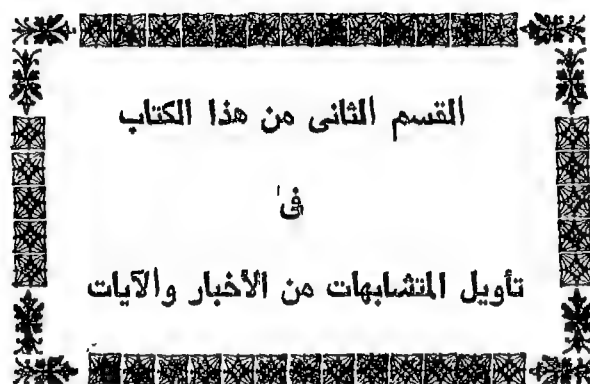 القسم الثانى من هذا الكتاب
فى
تأويل المتشابهات من الأخبار والآيات